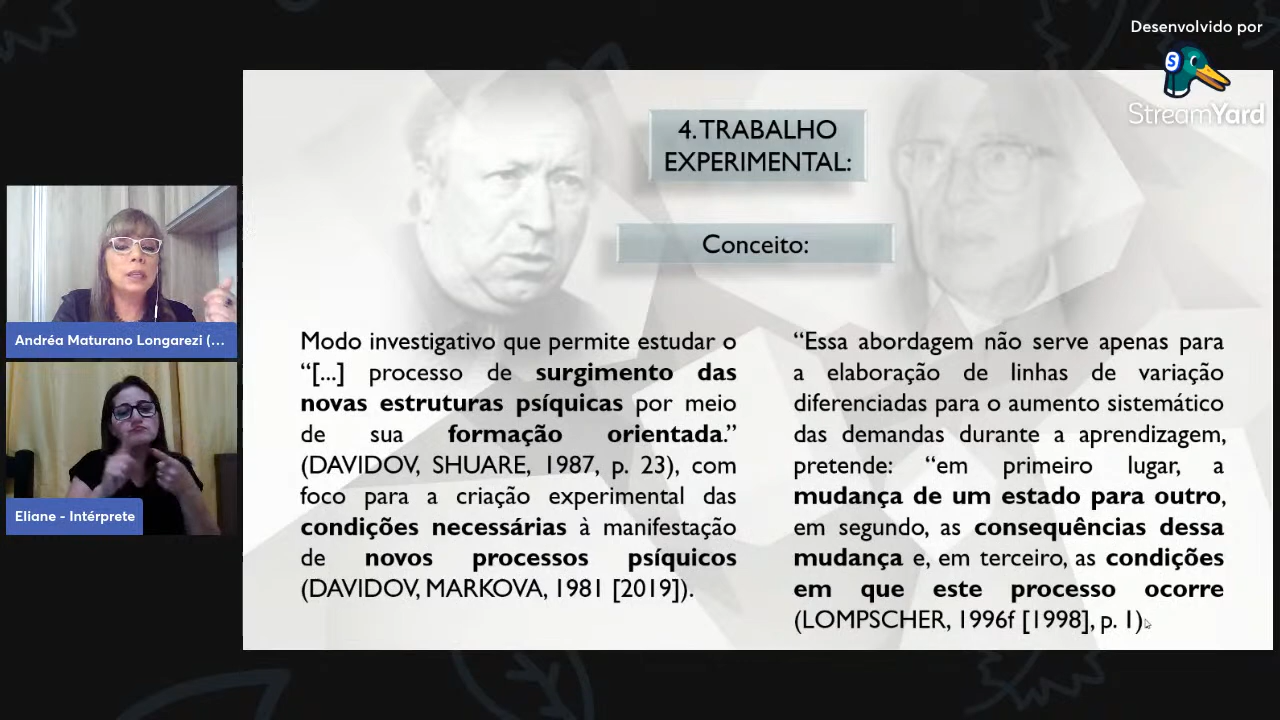 Desenvolvido por
StreamYard
4. TRABALHO
EXPERIMENTAL:
Conceito:
Modo investigativo que permite estudar o
“[...] processo de surgimento das
novas estruturas psíquicas por meio
de sua formação orientada.”
(DAVIDOV, SHUARE, 1987, p. 23), com
foco para a criação experimental das
condições necessárias à manifestação
de novos processos psíquicos
(DAVIDOV, MARKOVA, 1981 [2019]).
“Essa abordagem não serve apenas para
a elaboração de linhas de variação
diferenciadas para o aumento sistemático
das demandas durante a aprendizagem,
pretende: “em primeiro lugar, a
mudança de um estado para outro,
em segundo, as consequências dessa
mudança e, em terceiro, as condições
em que este processo ocorre
(LOMPSCHER, 1996f [1998], p. 1)
Andréa Maturano Longarezi (...
Eliane - Intérprete